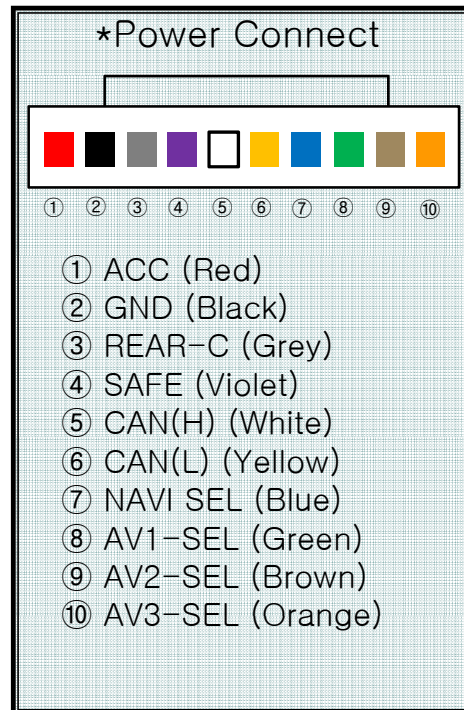 *Power Connect
① ② ③ ④ ⑤ ⑥ ⑦ ⑧ ⑨ ⑩
① ACC (Red)
② GND (Black)
③ REAR-C (Grey)
④ SAFE (Violet)
⑤ CAN(H) (White)
⑥ CAN(L) (Yellow)
⑦ NAVI SEL (Blue)
⑧ AV1-SEL (Green)
⑨ AV2-SEL (Brown)
⑩ AV3-SEL (Orange)